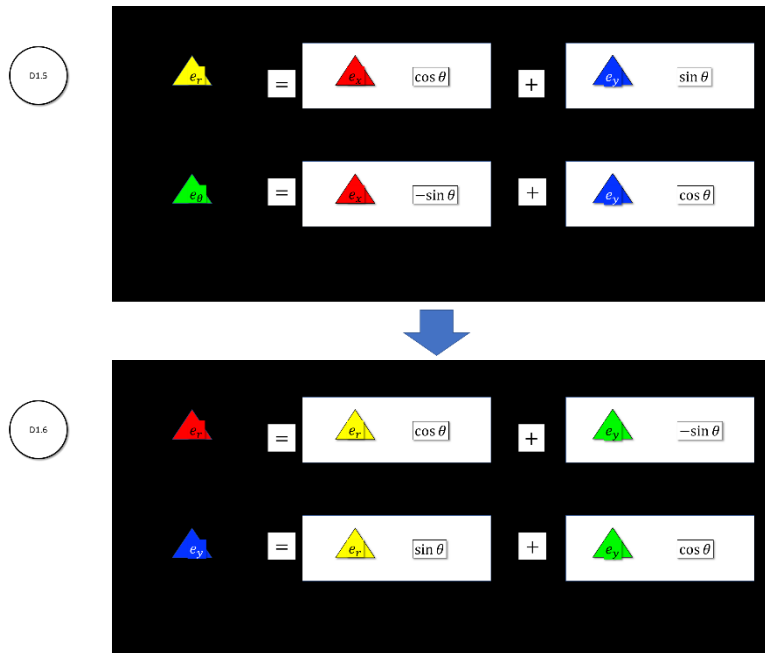 D1.5 e_r = e_x cos θ + e_y sin θ
e_θ = e_x −sin θ + e_y cos θ
D1.6 e_r = e_r cos θ + e_y −sin θ
e_y = e_r sin θ + e_y cos θ